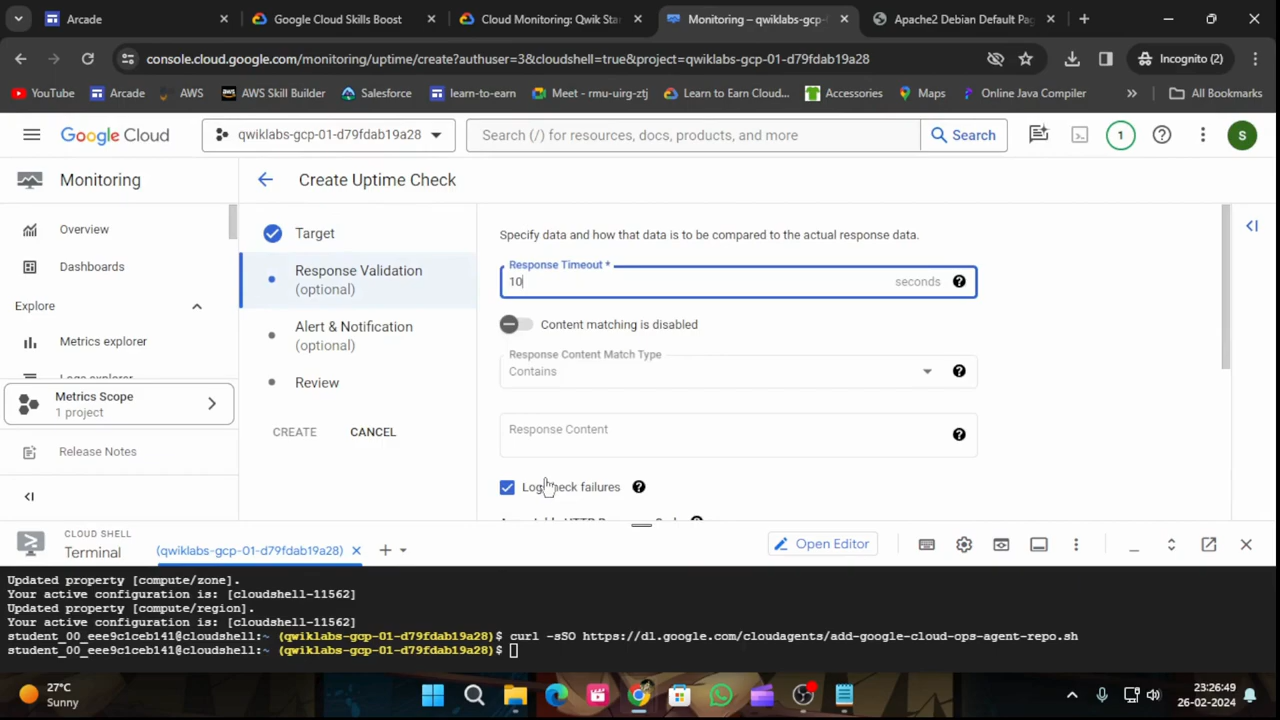 Arcade
Google Cloud Skills Boost
Cloud Monitoring: Qwik Sta
Monitoring – qwiklabs-gcp-
Apache2 Debian Default Pa
console.cloud.google.com/monitoring/uptime/create?authuser=3&cloudshell=true&project=qwiklabs-gcp-01-d79fdab19a28
Incognito (2)
YouTube
Arcade
AWS
AWS Skill Builder
Salesforce
learn-to-earn
Meet - rmu-uirg-ztj
Learn to Earn Cloud...
Accessories
Maps
Online Java Compiler
All Bookmarks
Google Cloud
qwiklabs-gcp-01-d79fdab19a28
Search (/) for resources, docs, products, and more
Search
1
S
Monitoring
Create Uptime Check
Overview
Dashboards
Explore
Metrics explorer
Metrics Scope
1 project
Release Notes
Target
Response Validation
(optional)
Alert & Notification
(optional)
Review
CREATE
CANCEL
Specify data and how that data is to be compared to the actual response data.
Response Timeout *
10
seconds
Content matching is disabled
Response Content Match Type
Contains
Response Content
Log check failures
CLOUD SHELL
Terminal
(qwiklabs-gcp-01-d79fdab19a28)
Open Editor
Updated property [compute/zone].
Your active configuration is: [cloudshell-11562]
Updated property [compute/region].
Your active configuration is: [cloudshell-11562]
student_00_eee9c1ceb141@cloudshell:~ (qwiklabs-gcp-01-d79fdab19a28)$ curl -sSO https://dl.google.com/cloudagents/add-google-cloud-ops-agent-repo.sh
student_00_eee9c1ceb141@cloudshell:~ (qwiklabs-gcp-01-d79fdab19a28)$
27°C
Sunny
23:26:49
26-02-2024